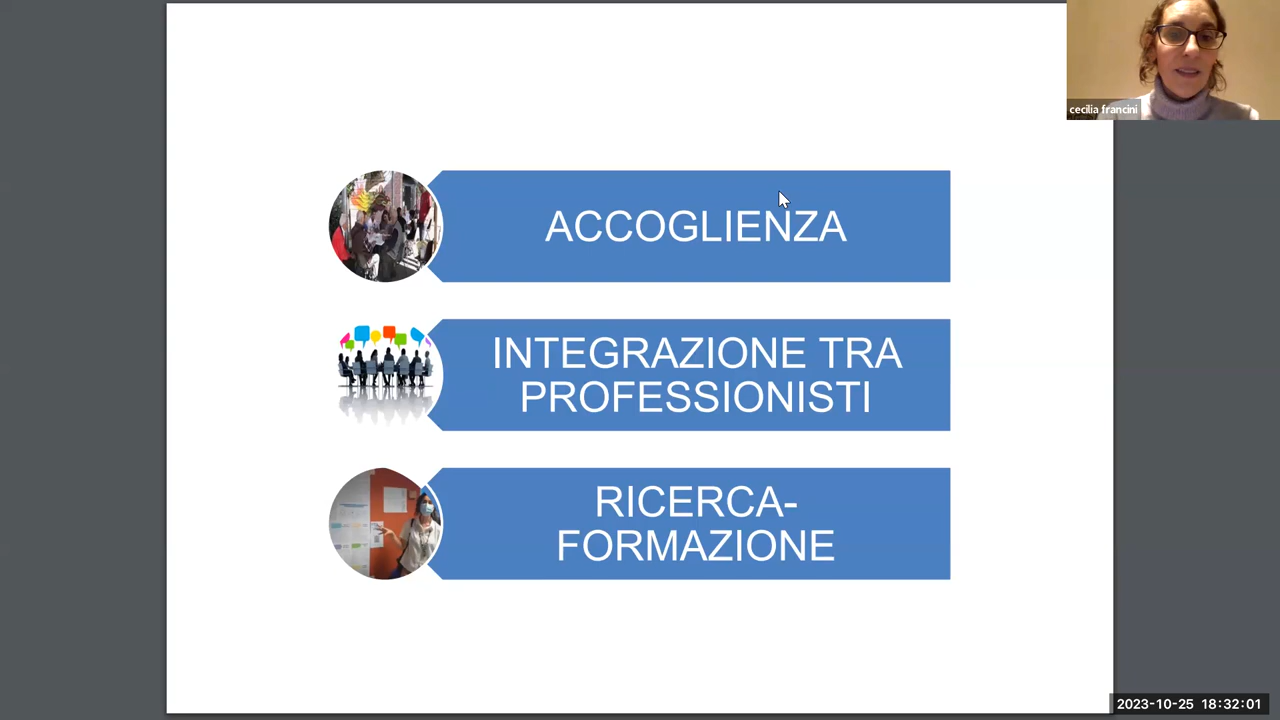 cecilia francini
ACCOGLIENZA
INTEGRAZIONE TRA
PROFESSIONISTI
RICERCA-
FORMAZIONE
2023-10-25 18:32:01